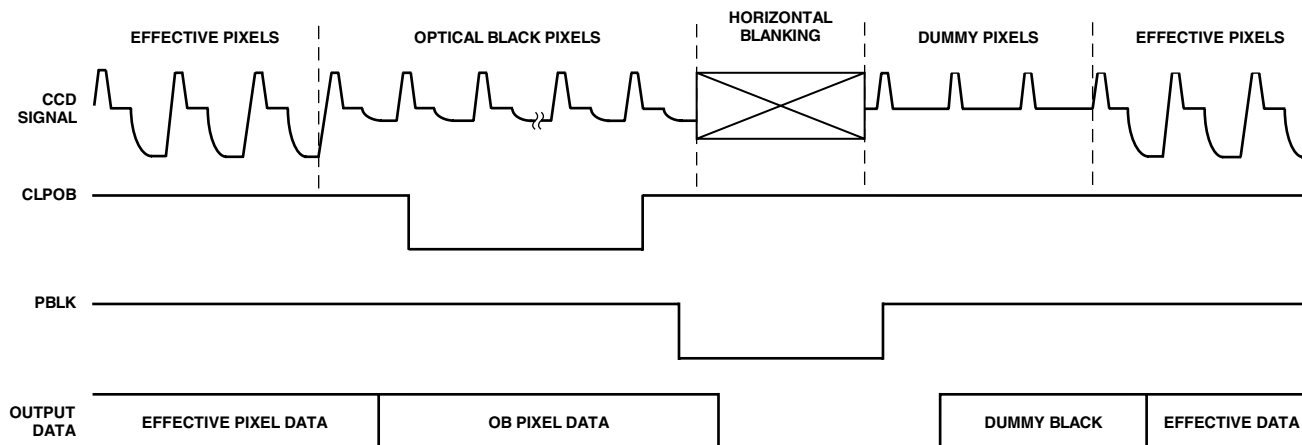 HORIZONTAL
BLANKING
EFFECTIVE PIXELS
OPTICAL BLACK PIXELS
DUMMY PIXELS
EFFECTIVE PIXELS
CCD
SIGNAL
CLPOB
PBLK
OUTPUT
DATA
EFFECTIVE PIXEL DATA
OB PIXEL DATA
DUMMY BLACK
EFFECTIVE DATA